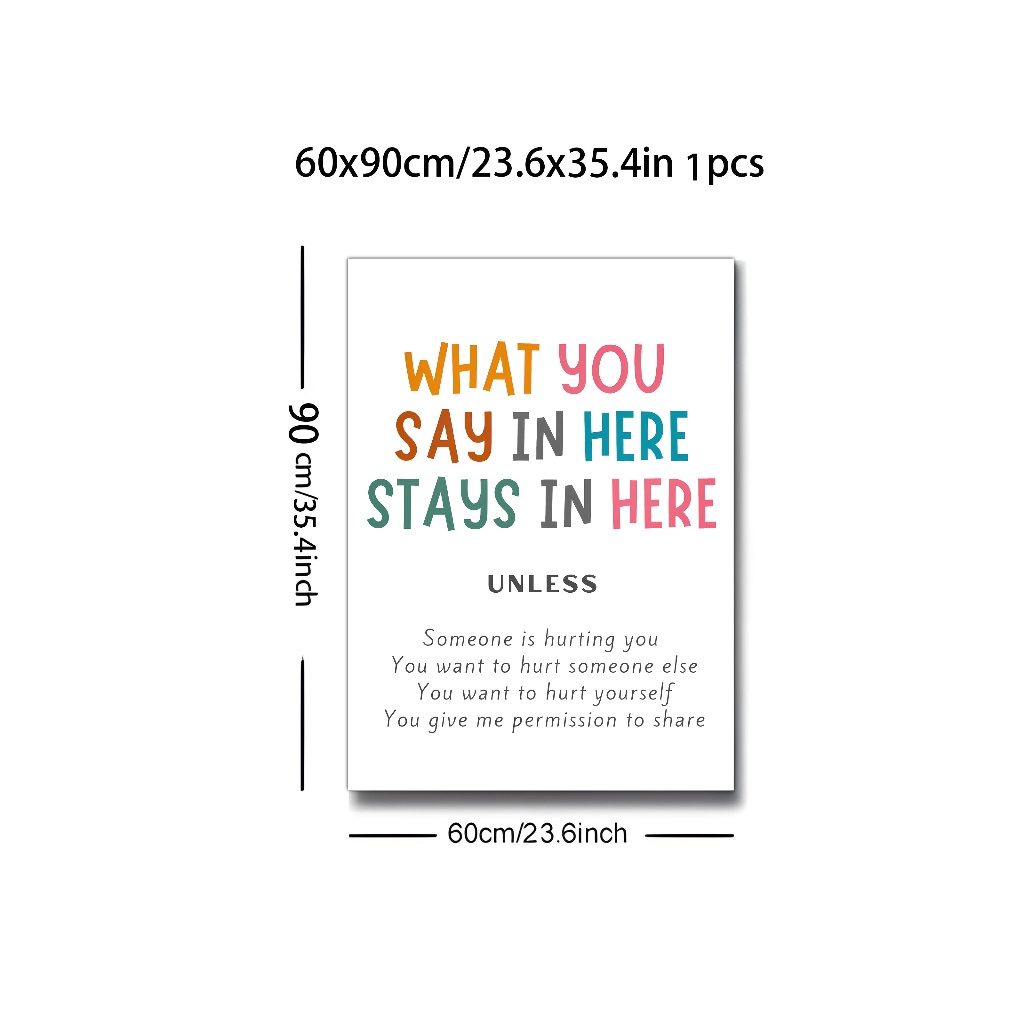 60x90cm/23.6x35.4in 1pcs
90 cm/35.4inch
WHAT YOU
SAY IN HERE
STAYS IN HERE
UNLESS
Someone is hurting you
You want to hurt someone else
You want to hurt yourself
You give me permission to share
60cm/23.6inch